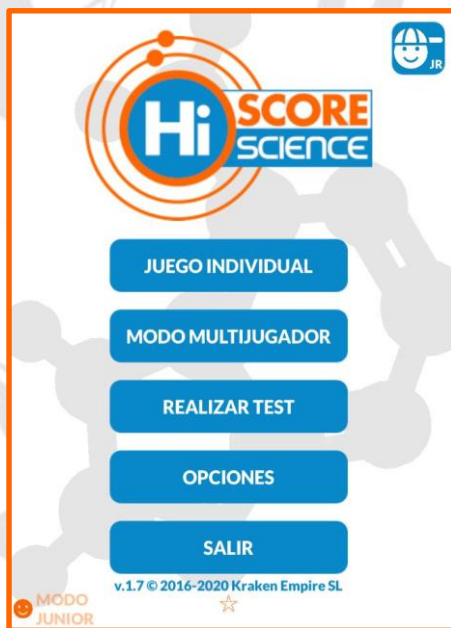 JR
Hi SCORE
SCIENCE
JUEGO INDIVIDUAL
MODO MULTIJUGADOR
REALIZAR TEST
OPCIONES
SALIR
v.1.7 © 2016-2020 Kraken Empire SL
MODO
JUNIOR